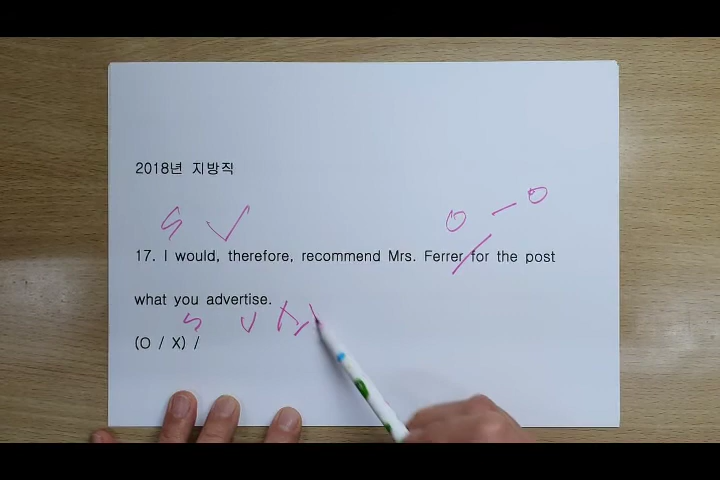 2018년 지방직
O - O
S V
17. I would, therefore, recommend Mrs. Ferrer for the post
what you advertise.
S V
(O / X) /